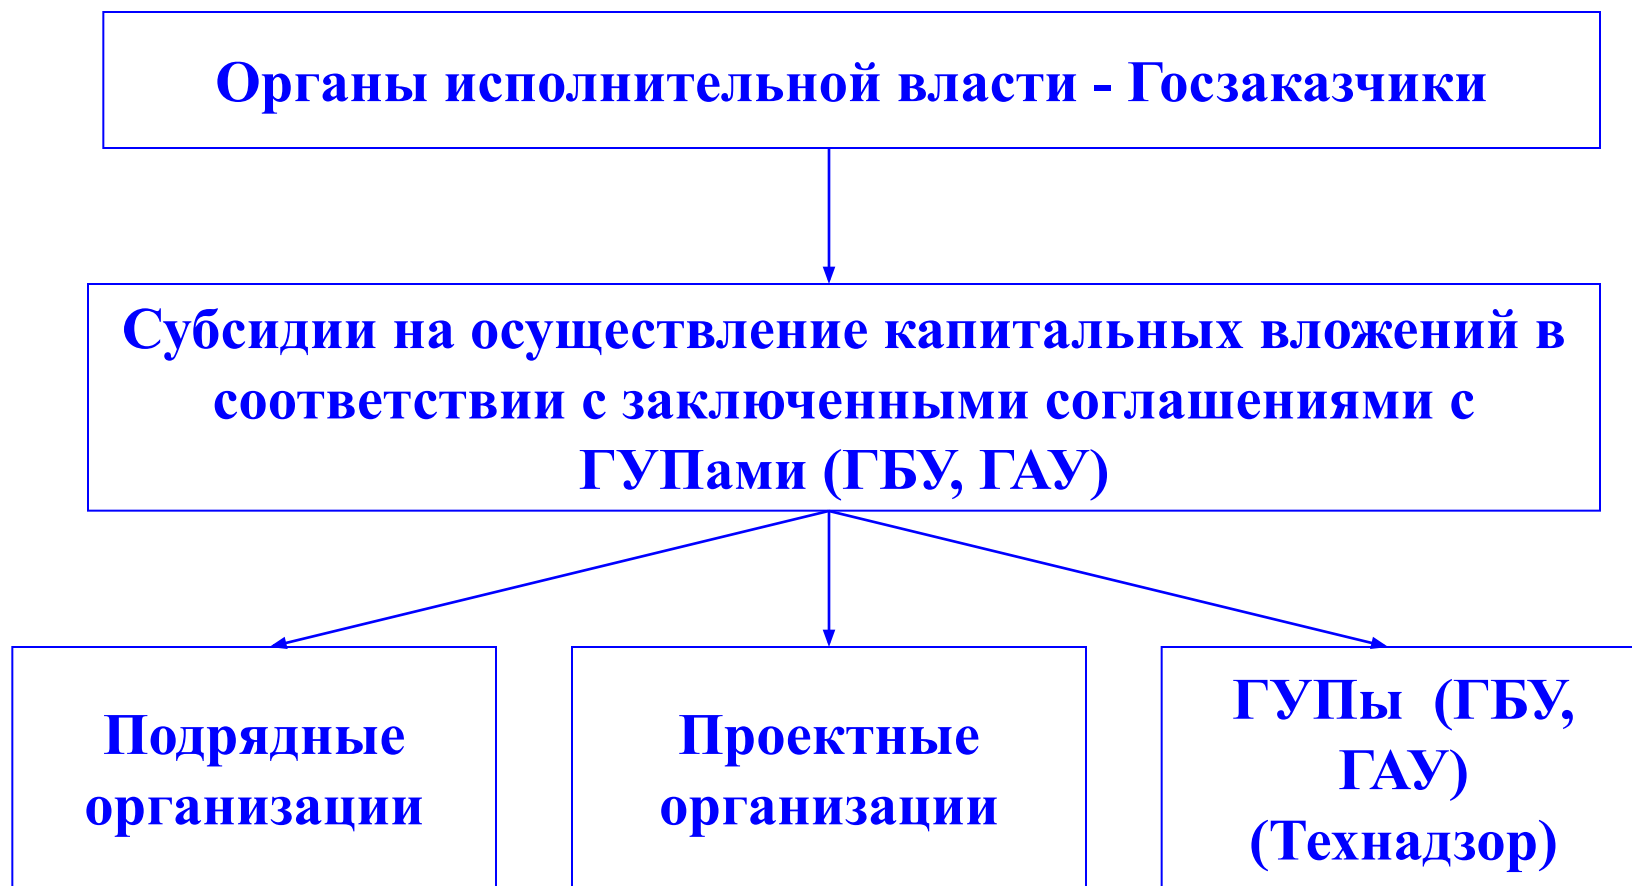 Органы исполнительной власти - Госзаказчики
Субсидии на осуществление капитальных вложений в
соответствии с заключенными соглашениями с
ГУПами (ГБУ, ГАУ)
Подрядные
организации
Проектные
организации
ГУПы  (ГБУ,
ГАУ)
(Технадзор)